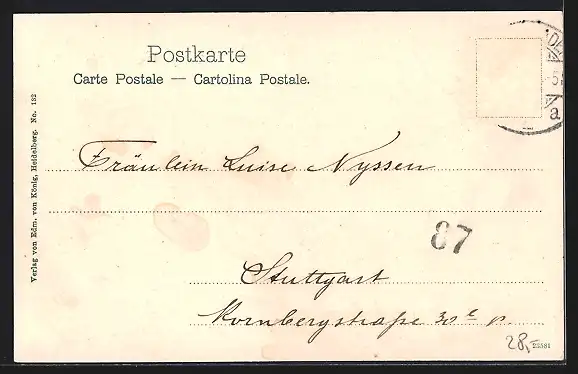 Postkarte
Carte Postale — Cartolina Postale.
a
Verlag von Edm. von König, Heidelberg. No. 132
Fräulein Luise Nyssen
87
Stuttgart
Kornbergstraße 30 p.
28,-
22581